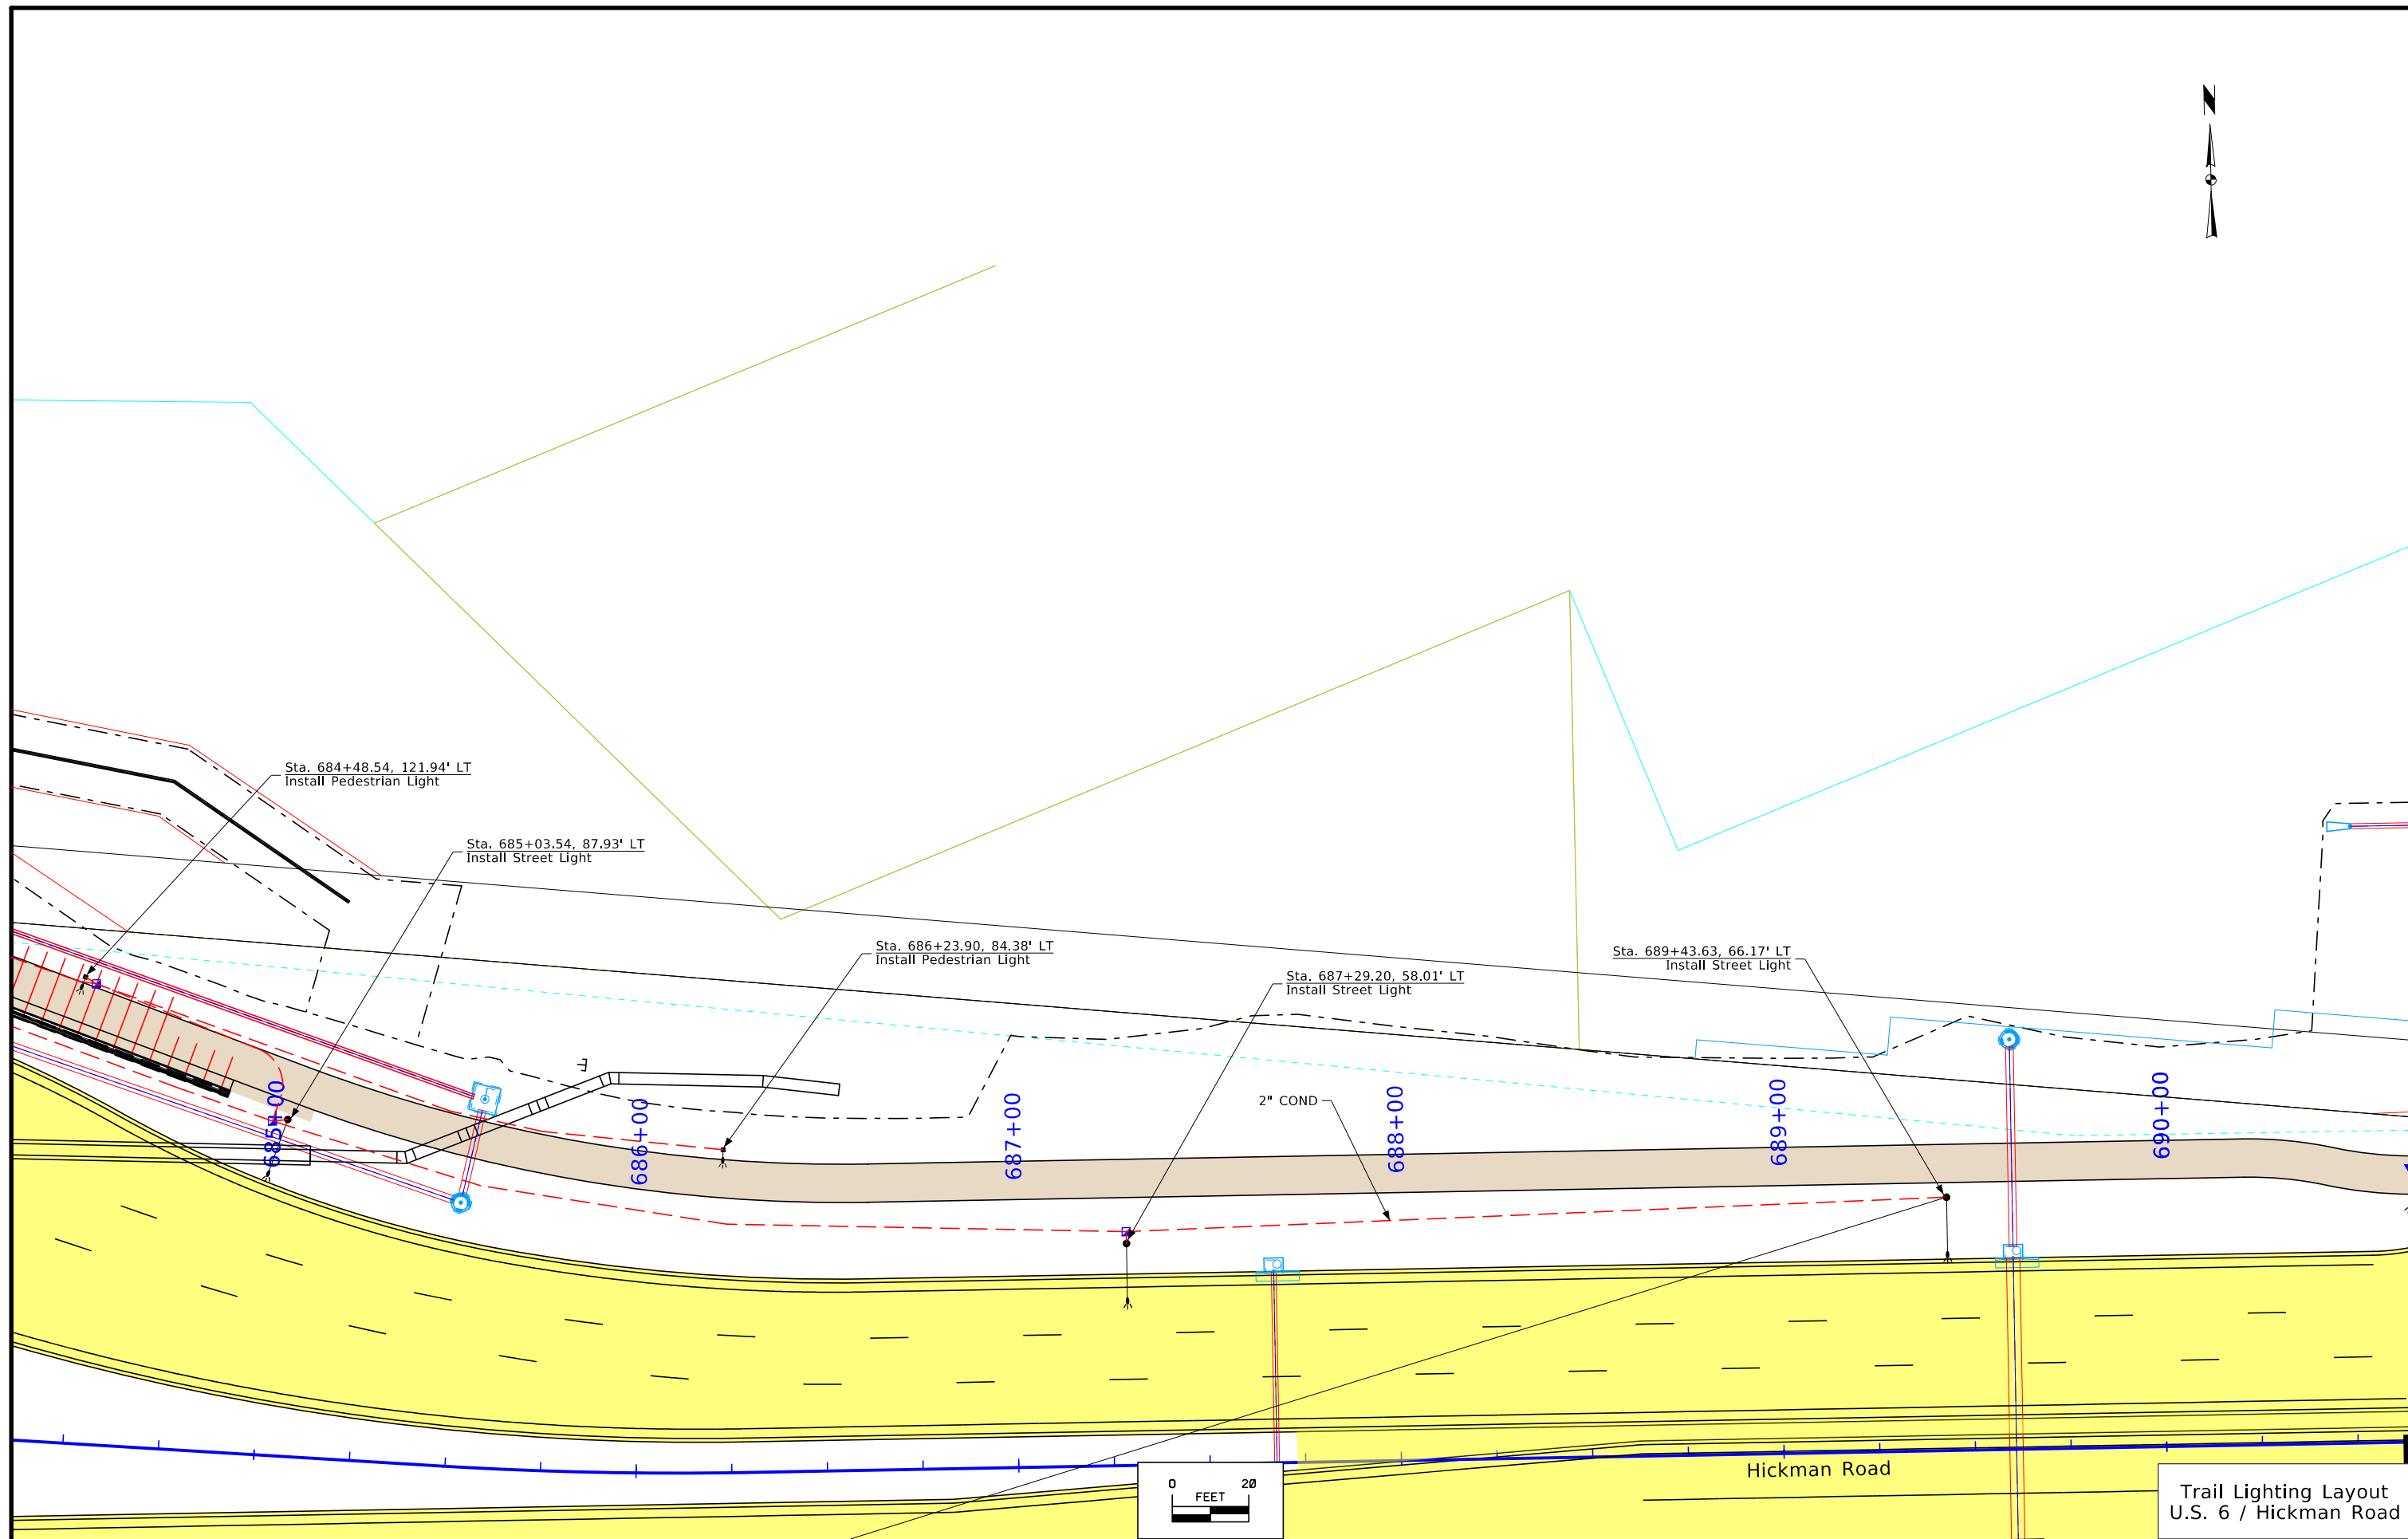 N
Sta. 684+48.54, 121.94' LT
Install Pedestrian Light
Sta. 685+03.54, 87.93' LT
Install Street Light
Sta. 686+23.90, 84.38' LT
Install Pedestrian Light
Sta. 687+29.20, 58.01' LT
Install Street Light
Sta. 689+43.63, 66.17' LT
Install Street Light
2" COND
685+00
686+00
687+00
688+00
689+00
690+00
Hickman Road
0 20
FEET
Trail Lighting Layout
U.S. 6 / Hickman Road